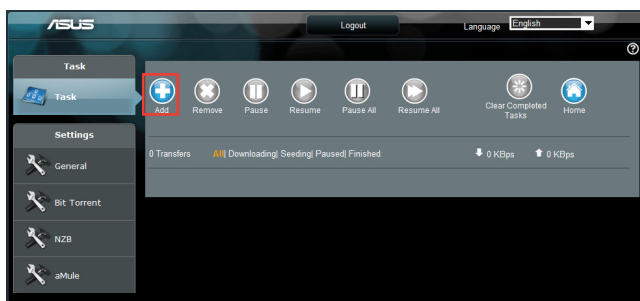 ASUS Logout Language English
Task
Task
Add Remove Pause Resume Pause All Resume All Clear Completed Tasks Home
Settings
0 Transfers All| Downloading| Seeding| Paused| Finished 0 KBps 0 KBps
General
Bit Torrent
NZB
aMule